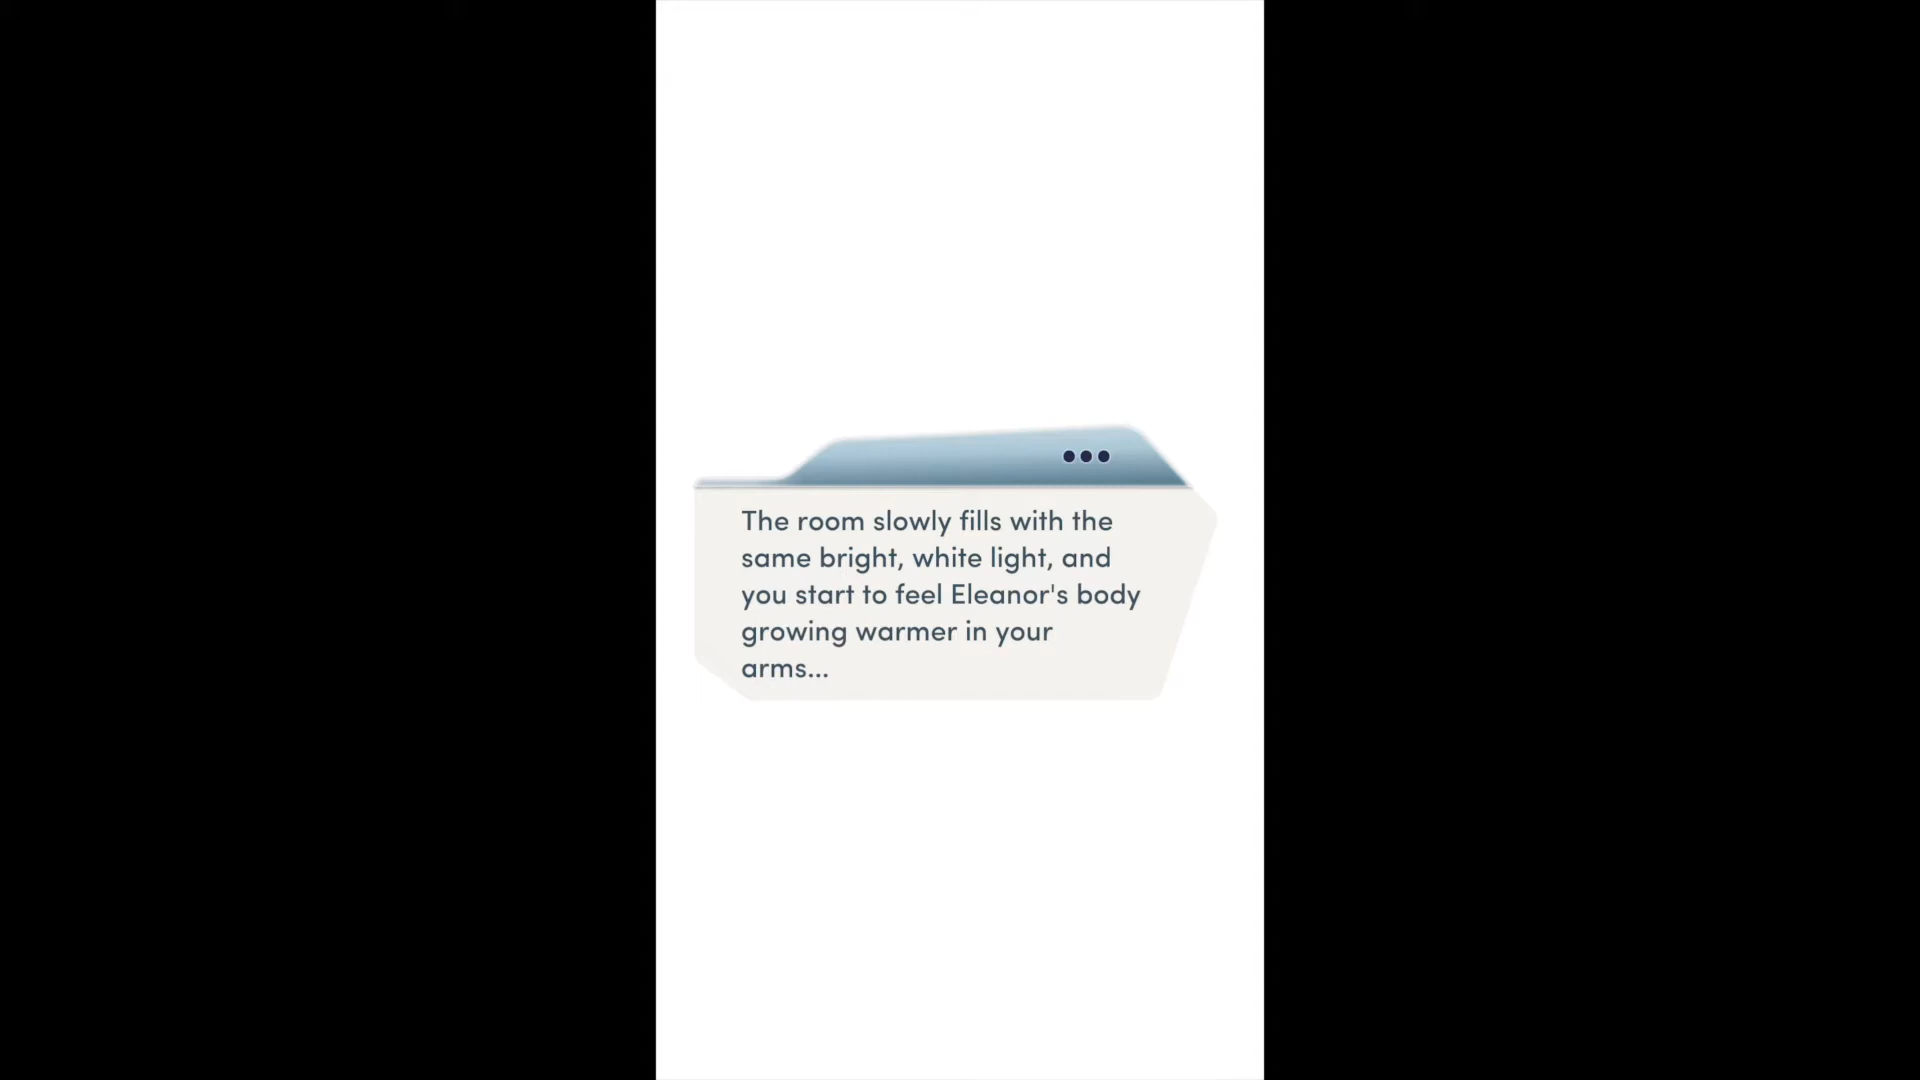 The room slowly fills with the
same bright, white light, and
you start to feel Eleanor's body
growing warmer in your
arms...